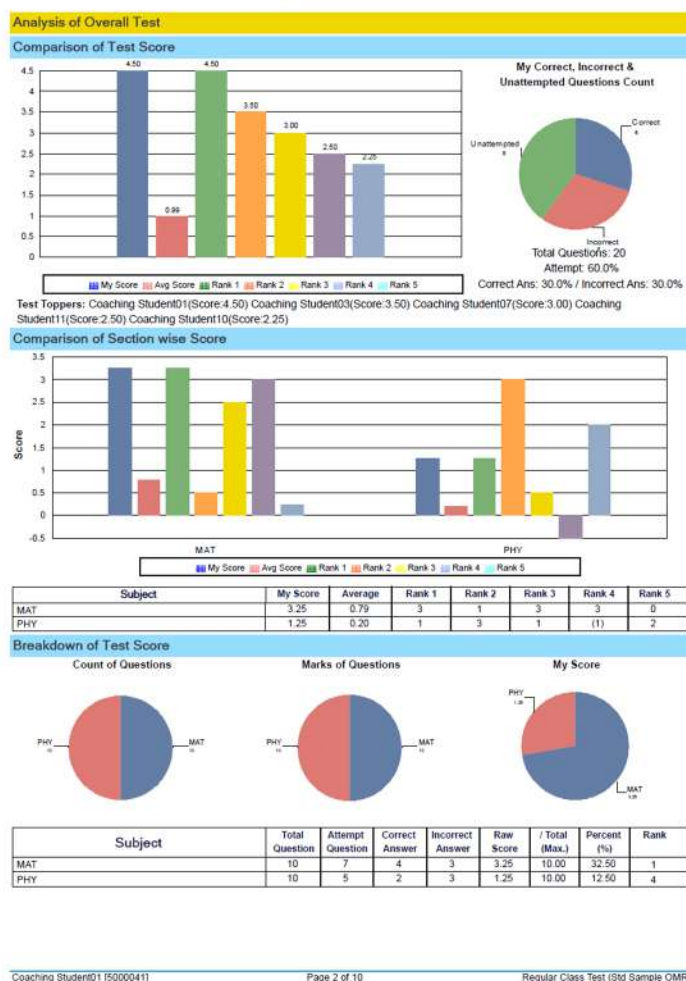 Analysis of Overall Test
Comparison of Test Score
4.5
4
3.5
3
2.5
2
1.5
1
0.5
0
4.50
0.99
4.50
3.50
3.00
2.50
2.25
My Score Avg Score Rank 1 Rank 2 Rank 3 Rank 4 Rank 5
My Correct, Incorrect &
Unattempted Questions Count
Correct
6
Unattempted
8
Incorrect
Total Questions: 20
Attempt: 60.0%
Correct Ans: 30.0% / Incorrect Ans: 30.0%
Test Toppers: Coaching Student01(Score:4.50) Coaching Student03(Score:3.50) Coaching Student07(Score:3.00) Coaching
Student11(Score:2.50) Coaching Student10(Score:2.25)
Comparison of Section wise Score
Score
3.5
3
2.5
2
1.5
1
0.5
0
-0.5
MAT PHY
My Score Avg Score Rank 1 Rank 2 Rank 3 Rank 4 Rank 5
Subject My Score Average Rank 1 Rank 2 Rank 3 Rank 4 Rank 5
MAT 3.25 0.79 3 1 3 3 0
PHY 1.25 0.20 1 3 1 (1) 2
Breakdown of Test Score
Count of Questions
PHY
10
MAT
10
Marks of Questions
PHY
10
MAT
10
My Score
PHY
1.25
MAT
3.25
Subject Total Question Attempt Question Correct Answer Incorrect Answer Raw Score / Total (Max.) Percent (%) Rank
MAT 10 7 4 3 3.25 10.00 32.50 1
PHY 10 5 2 3 1.25 10.00 12.50 4
Coaching Student01 [5000041] Page 2 of 10 Regular Class Test (Std Sample OMR